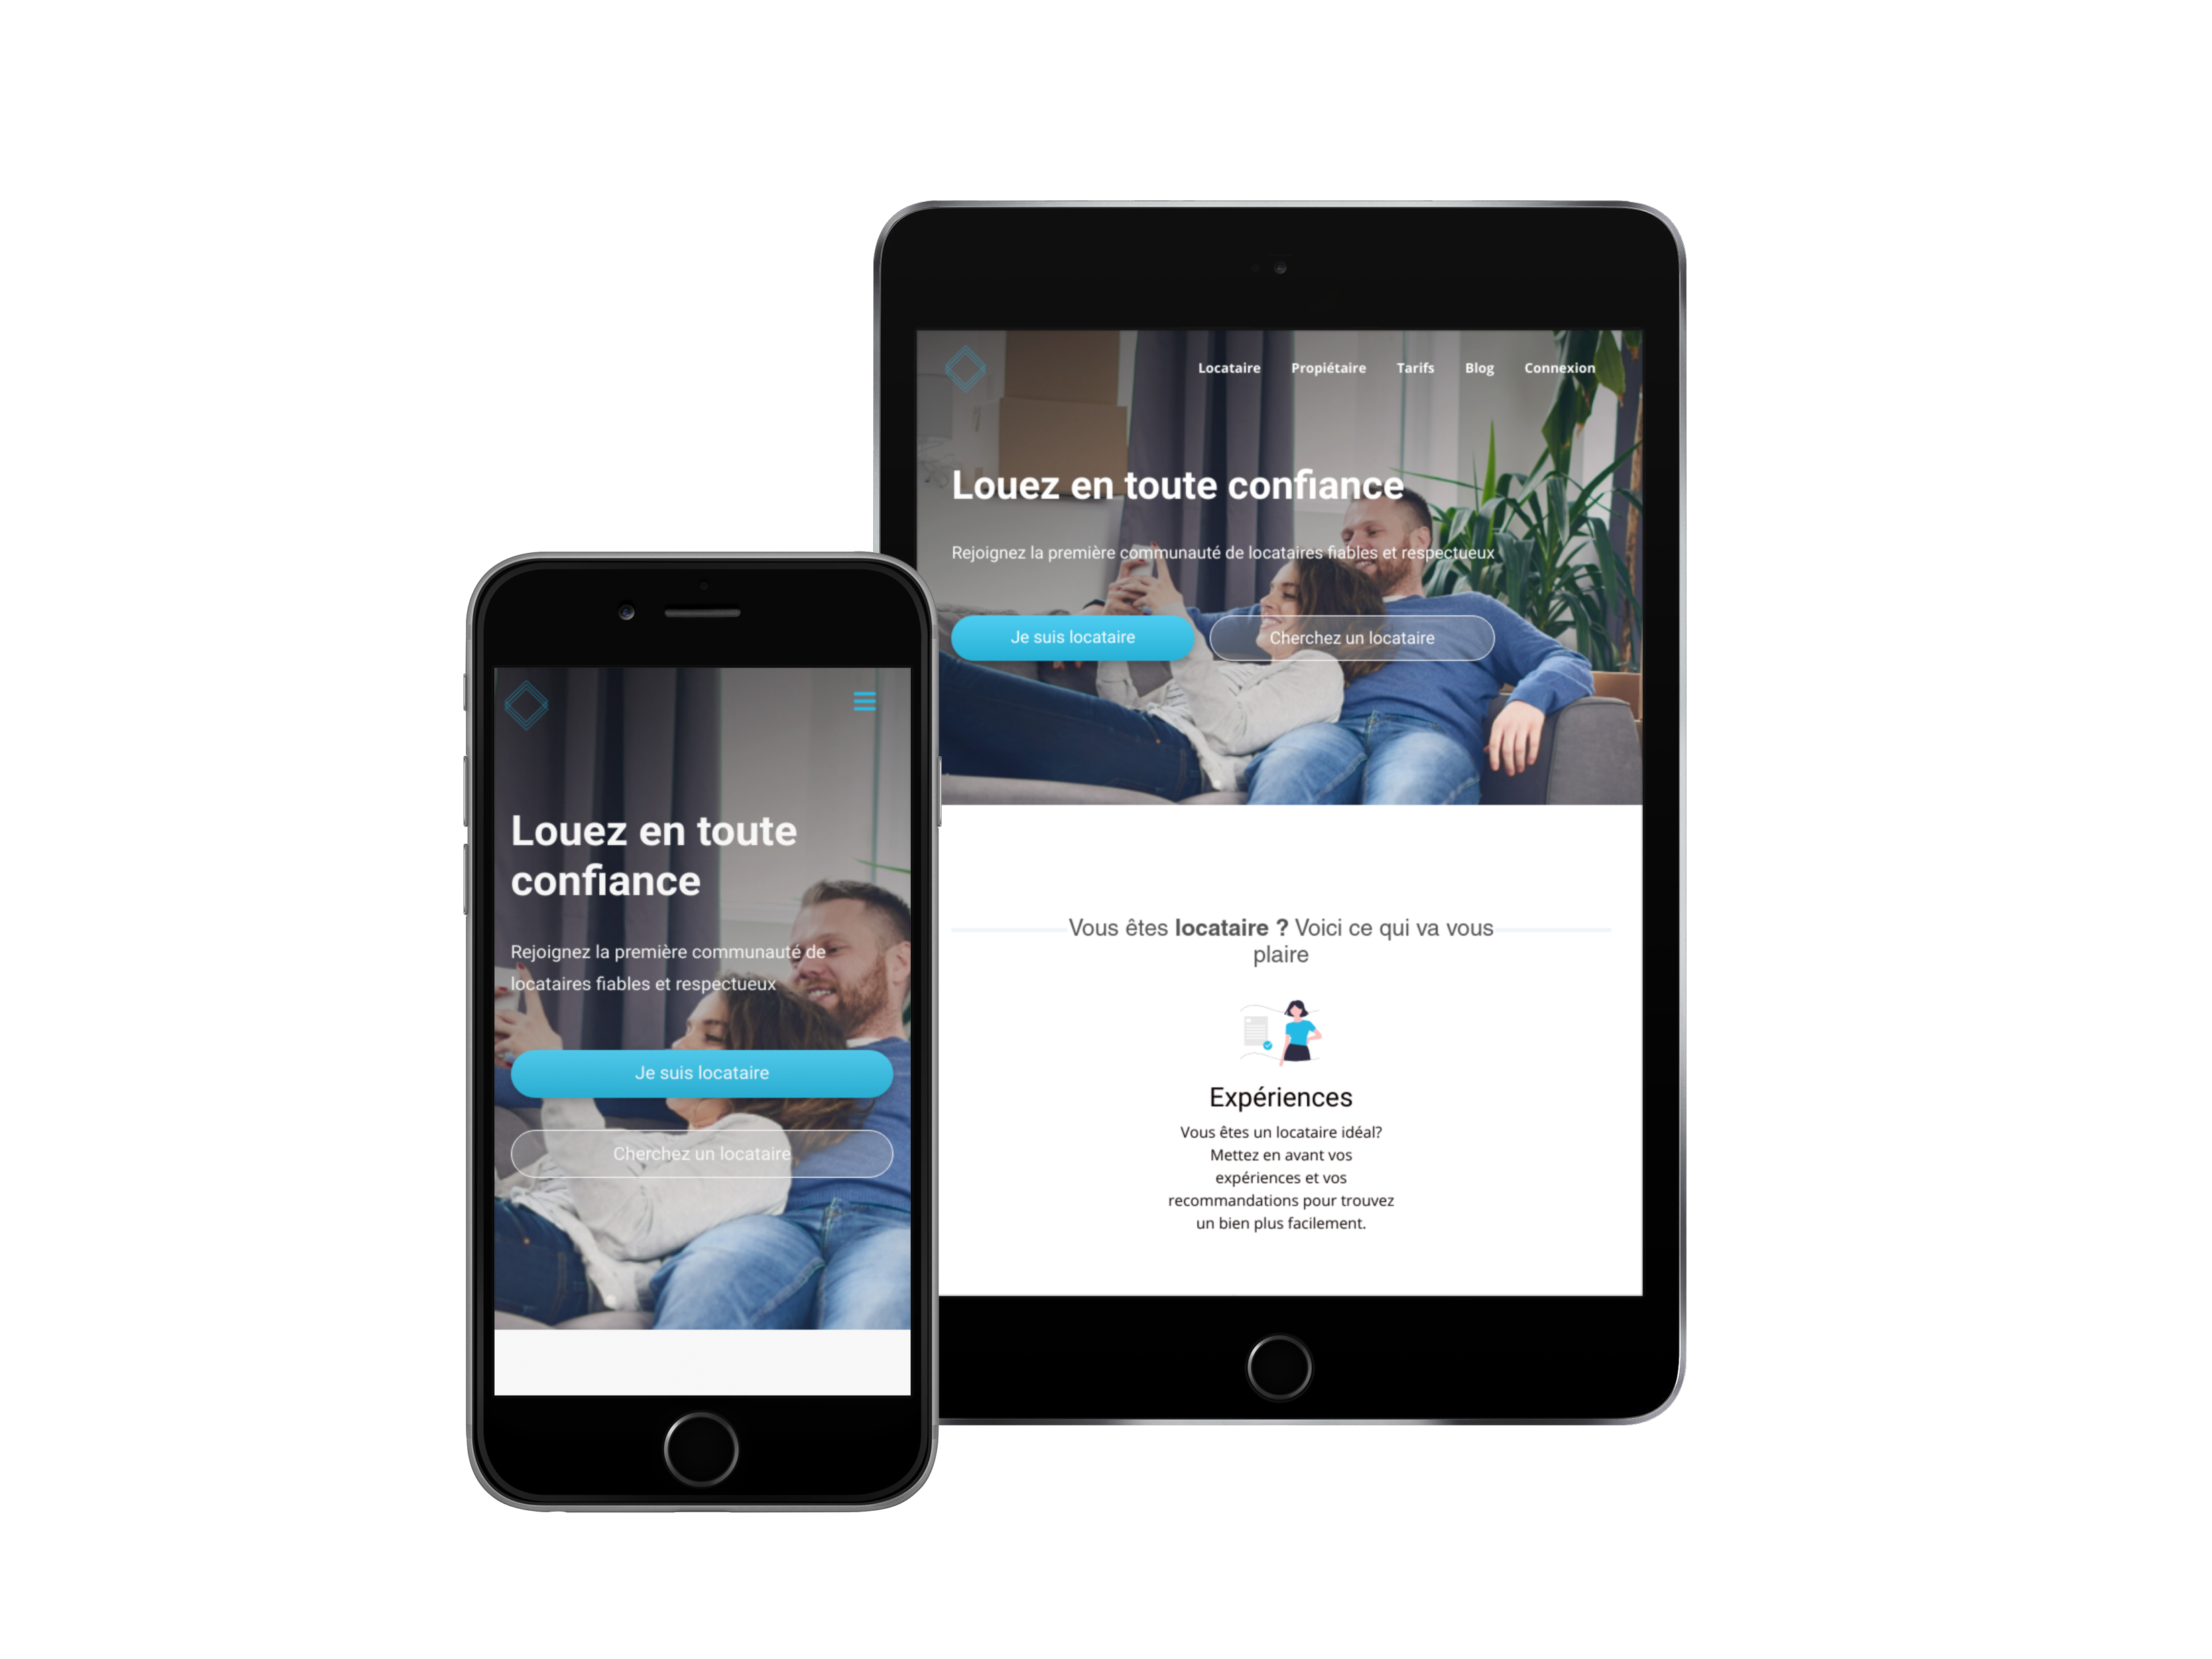 Locataire Propiétaire Tarifs Blog Connexion
Louez en toute confiance
Rejoignez la première communauté de locataires fiables et respectueux
Je suis locataire Cherchez un locataire
Vous êtes locataire ? Voici ce qui va vous
plaire
Expériences
Vous êtes un locataire idéal?
Mettez en avant vos
expériences et vos
recommandations pour trouvez
un bien plus facilement.
Louez en toute
confiance
Rejoignez la première communauté de
locataires fiables et respectueux
Je suis locataire
Cherchez un locataire